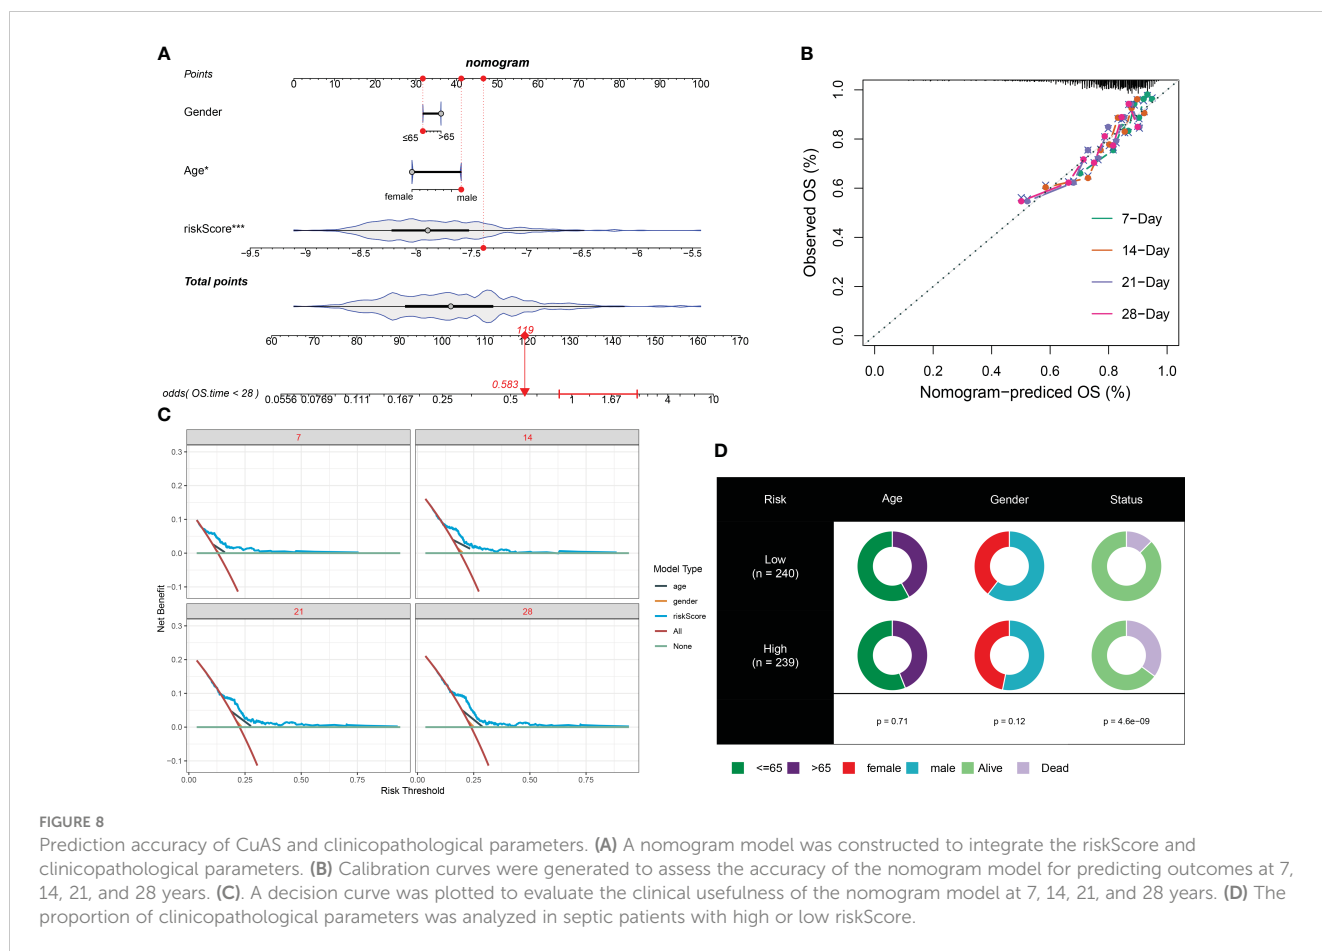 A
nomogram
Points
0 10 20 30 40 50 60 70 80 90 100
Gender
≤65 >65
Age*
female male
riskScore***
−9.5 −9 −8.5 −8 −7.5 −7 −6.5 −6 −5.5
Total points
119
60 70 80 90 100 110 120 130 140 150 160 170
0.583
odds( OS.time < 28 ) 0.0556 0.0769 0.111 0.167 0.25 0.5 1 1.67 4 10
B
Observed OS (%)
1.0
0.8
0.6
0.4
0.2
0.0
7−Day
14−Day
21−Day
28−Day
0.0 0.2 0.4 0.6 0.8 1.0
Nomogram−prediced OS (%)
C
7 14
0.3
0.2
0.1
0.0
−0.1
21 28
0.3
0.2
0.1
0.0
−0.1
0.00 0.25 0.50 0.75 0.00 0.25 0.50 0.75
Net Benefit
Risk Threshold
Model Type
age
gender
riskScore
All
None
D
Risk Age Gender Status
Low
(n = 240)
High
(n = 239)
p = 0.71 p = 0.12 p = 4.6e−09
<=65 >65 female male Alive Dead
FIGURE 8
Prediction accuracy of CuAS and clinicopathological parameters. (A) A nomogram model was constructed to integrate the riskScore and
clinicopathological parameters. (B) Calibration curves were generated to assess the accuracy of the nomogram model for predicting outcomes at 7,
14, 21, and 28 years. (C). A decision curve was plotted to evaluate the clinical usefulness of the nomogram model at 7, 14, 21, and 28 years. (D) The
proportion of clinicopathological parameters was analyzed in septic patients with high or low riskScore.